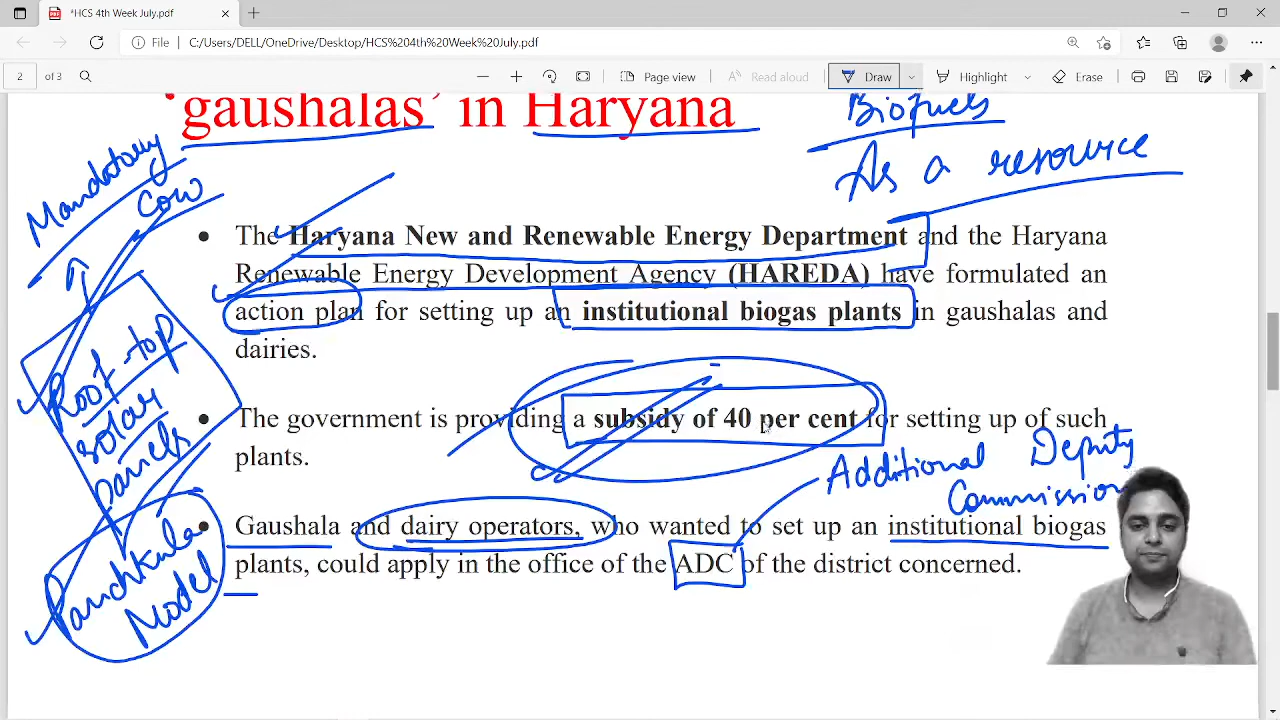 *HCS 4th Week July.pdf
File C:/Users/DELL/OneDrive/Desktop/HCS%204th%20Week%20July.pdf
2 of 3 Page view Read aloud Draw Highlight Erase
‘gaushalas’ in Haryana
Biofuels
As a resource
Mandatory
Cow
• The Haryana New and Renewable Energy Department and the Haryana
Renewable Energy Development Agency (HAREDA) have formulated an
action plan for setting up an institutional biogas plants in gaushalas and
dairies.
Roof-top
solar
panels
• The government is providing a subsidy of 40 per cent for setting up of such
plants.
Additional Deputy
Commission
• Gaushala and dairy operators, who wanted to set up an institutional biogas
plants, could apply in the office of the ADC of the district concerned.
Panchkula
Model